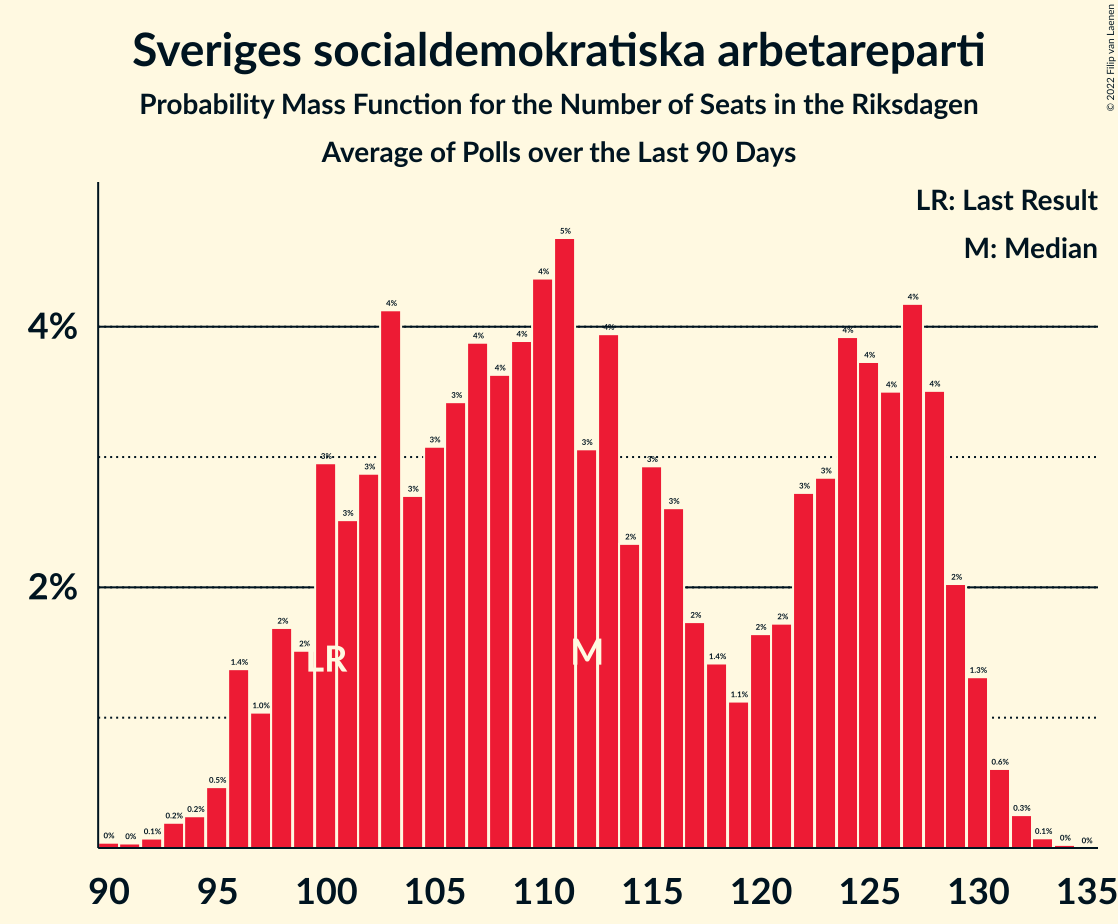 Sveriges socialdemokratiska arbetareparti
Probability Mass Function for the Number of Seats in the Riksdagen
Average of Polls over the Last 90 Days
© 2022 Filip van Laenen
LR: Last Result
M: Median
4%
2%
0% 0% 0.1% 0.2% 0.2% 0.5% 1.4% 1.0% 2% 2% 3% 3% 3% 4% 3% 3% 3% 4% 4% 4% 4% 5% 3% 4% 2% 3% 3% 2% 1.4% 1.1% 2% 2% 3% 3% 4% 4% 4% 4% 4% 2% 1.3% 0.6% 0.3% 0.1% 0% 0%
LR M
90 95 100 105 110 115 120 125 130 135